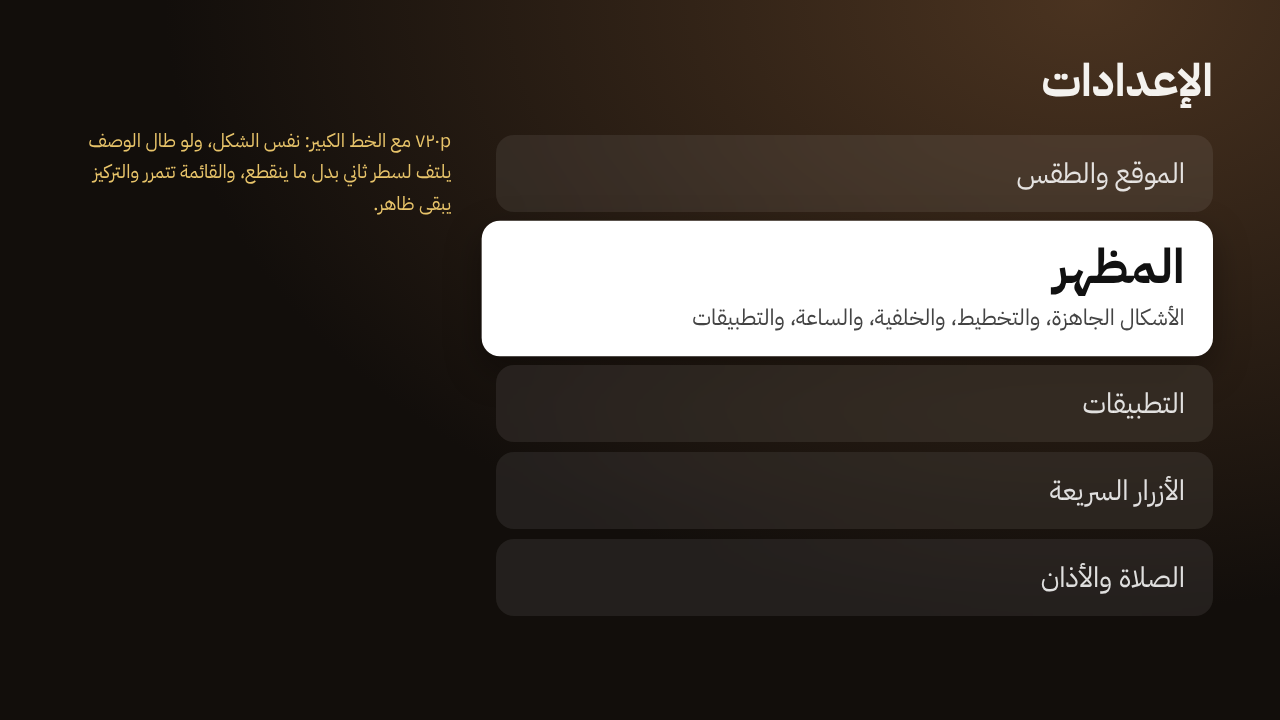 الإعدادات
الموقع والطقس
المظهر
الأشكال الجاهزة، والتخطيط، والخلفية، والساعة، والتطبيقات
التطبيقات
الأزرار السريعة
الصلاة والأذان
٧٢٠p مع الخط الكبير: نفس الشكل، ولو طال الوصف
يلتف لسطر ثاني بدل ما ينقطع، والقائمة تتمرر والتركيز
يبقى ظاهر.